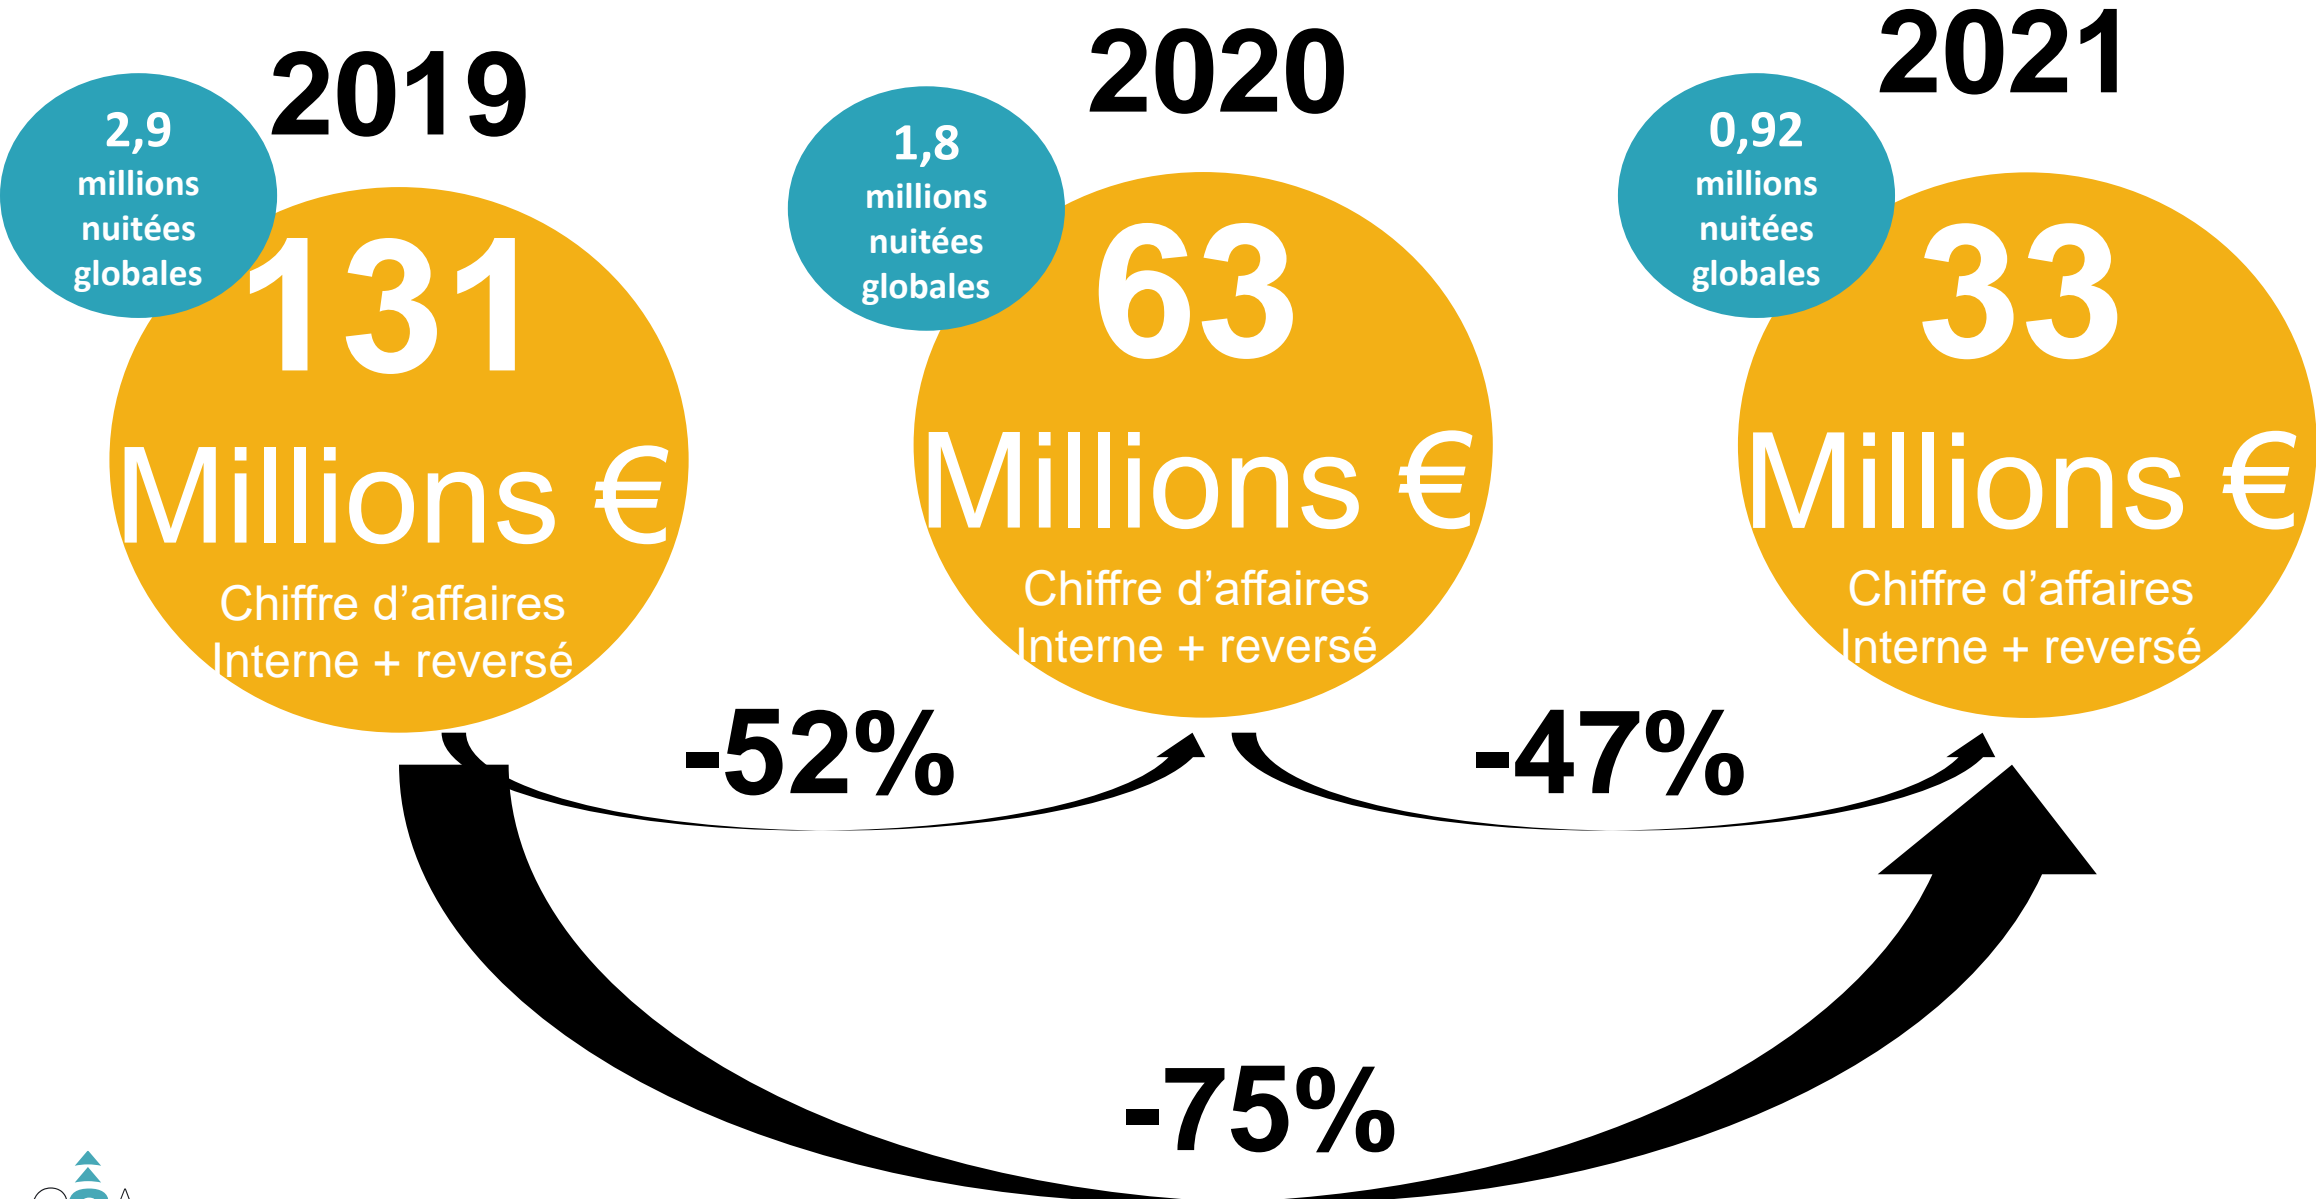 2019
2,9
millions
nuitées
globales
131
Millions €
Chiffre d’affaires
Interne + reversé
2020
1,8
millions
nuitées
globales
63
Millions €
Chiffre d’affaires
Interne + reversé
2021
0,92
millions
nuitées
globales
33
Millions €
Chiffre d’affaires
Interne + reversé
-52%
-47%
-75%